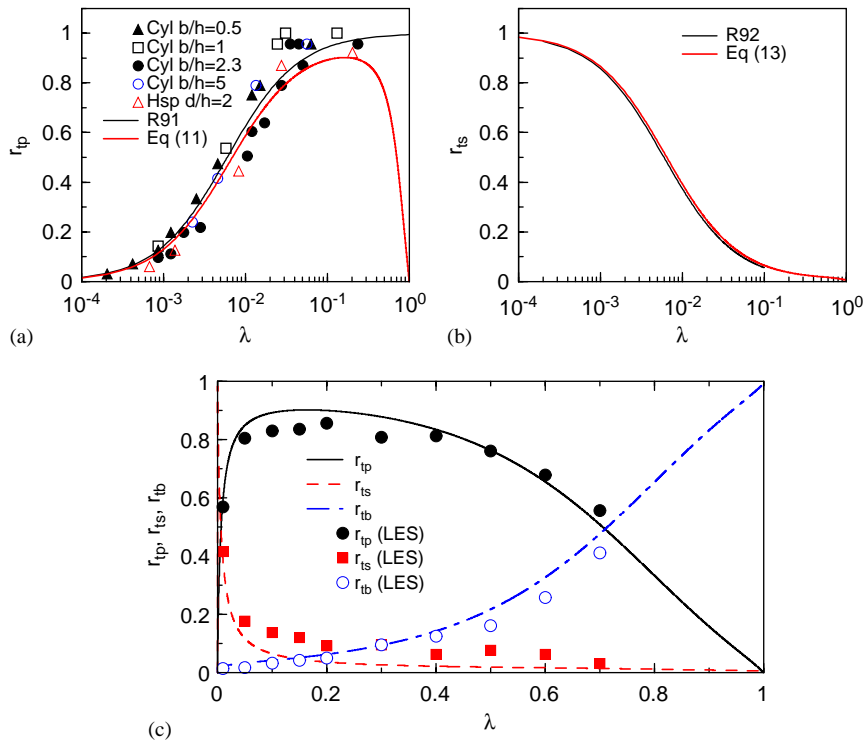 1
0.8
0.6
0.4
0.2
0
r_tp
Cyl b/h=0.5
Cyl b/h=1
Cyl b/h=2.3
Cyl b/h=5
Hsp d/h=2
R91
Eq (11)
10^-4
10^-3
10^-2
10^-1
10^0
λ
(a)
1
0.8
0.6
0.4
0.2
0
r_ts
R92
Eq (13)
10^-4
10^-3
10^-2
10^-1
10^0
λ
(b)
1
0.8
0.6
0.4
0.2
0
r_tp, r_ts, r_tb
r_tp
r_ts
r_tb
r_tp (LES)
r_ts (LES)
r_tb (LES)
0
0.2
0.4
0.6
0.8
1
λ
(c)